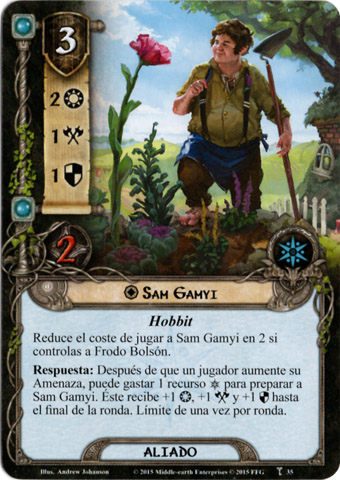 3
2
1
1
2
Sam Gamyi
Hobbit
Reduce el coste de jugar a Sam Gamyi en 2 si
controlas a Frodo Bolsón.
Respuesta: Después de que un jugador aumente su
Amenaza, puede gastar 1 recurso para preparar a
Sam Gamyi. Éste recibe +1 , +1 y +1 hasta
el final de la ronda. Límite de una vez por ronda.
ALIADO
Illus. Andrew Johanson © 2015 Middle-earth Enterprises © 2015 FFG 35